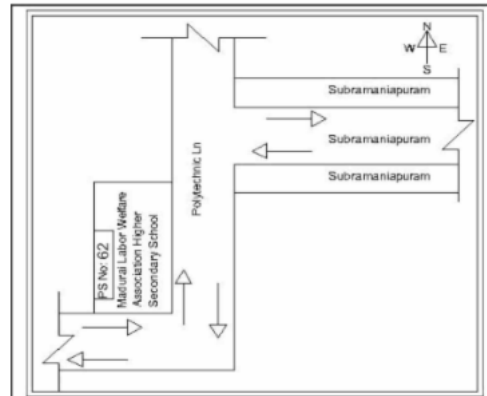 N
W E
S
Subramaniapuram
Subramaniapuram
Subramaniapuram
Polytechnic Ln
PS No: 62
Madurai Labor Welfare
Association Higher
Secondary School